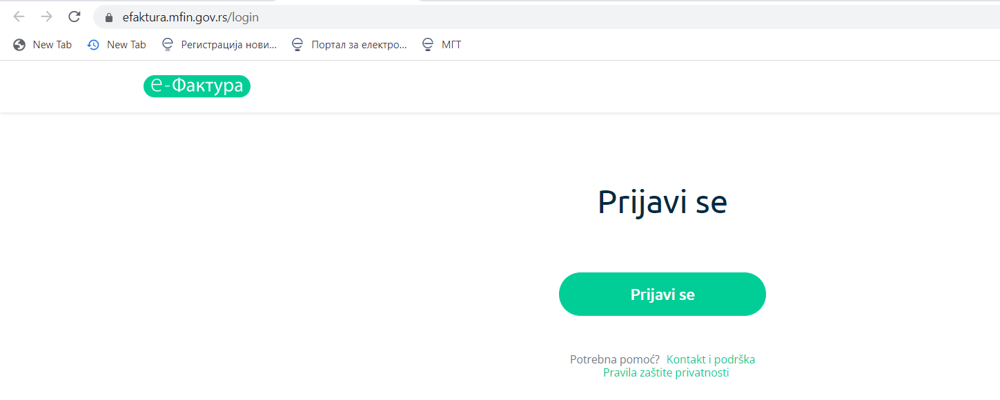 efaktura.mfin.gov.rs/login
New Tab New Tab Регистрација нови... Портал за електро... МГТ
е-Фактура
Prijavi se
Prijavi se
Potrebna pomoć? Kontakt i podrška
Pravila zaštite privatnosti